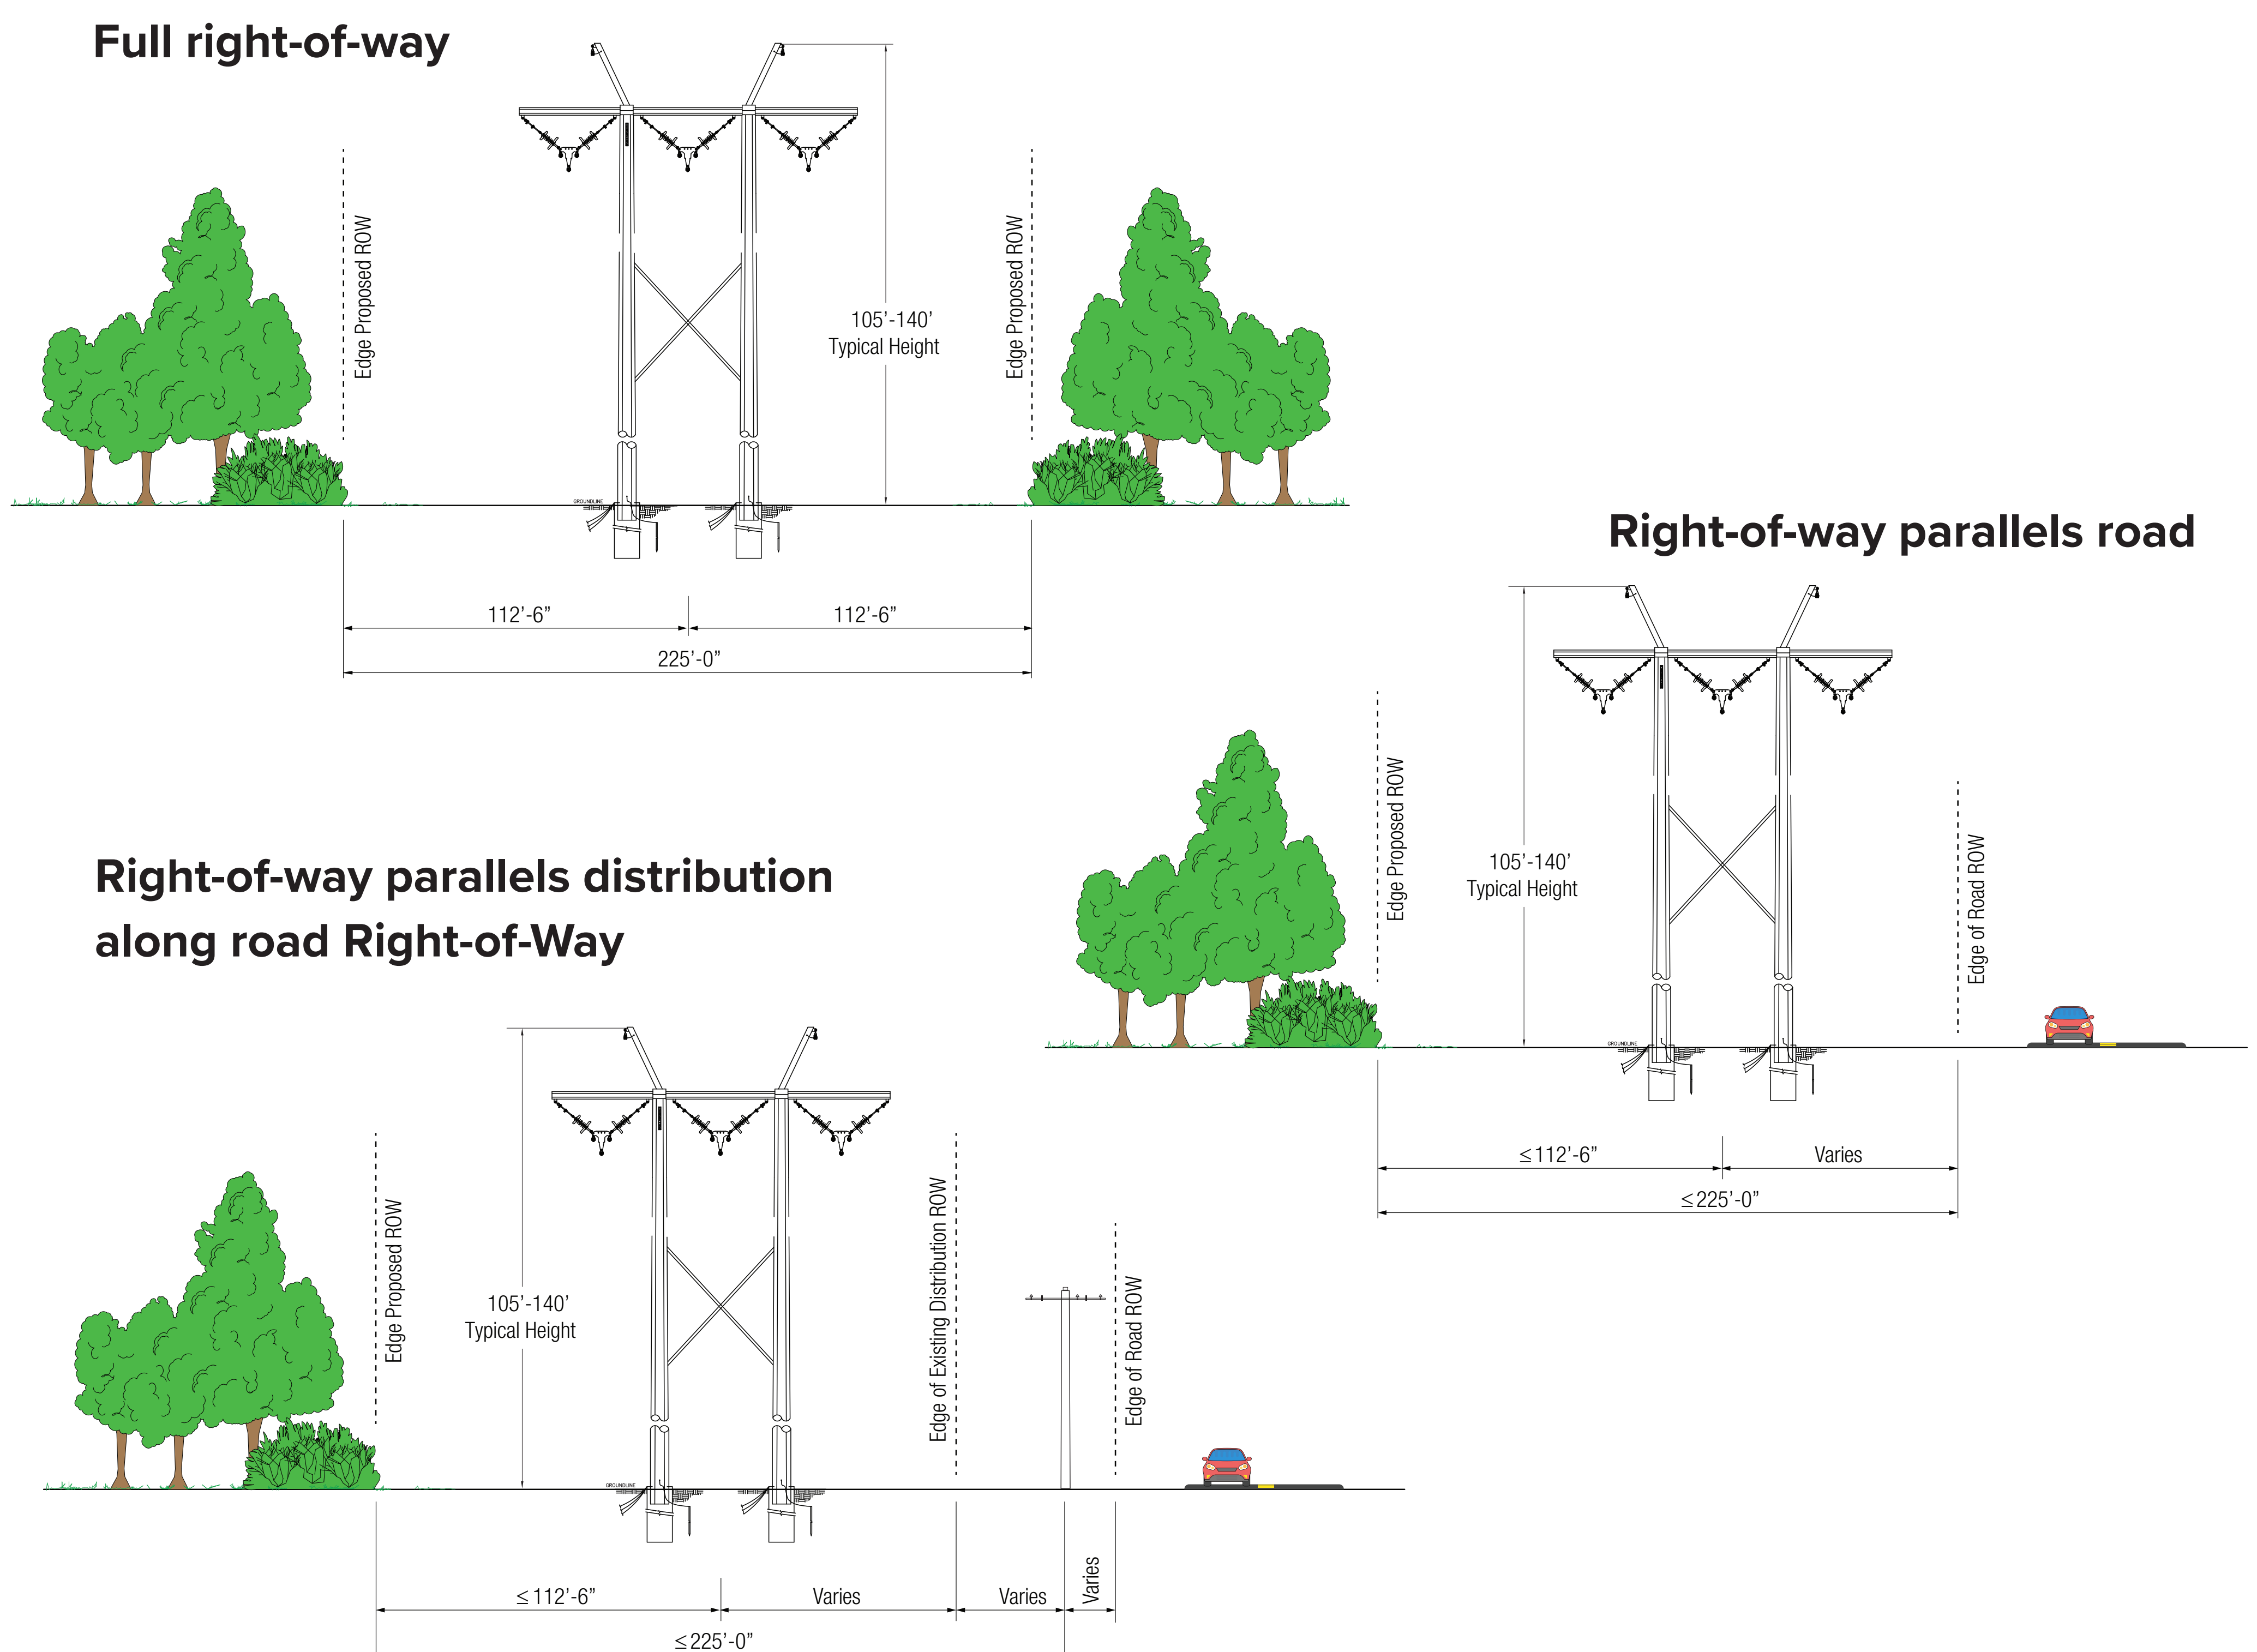 Full right-of-way
Edge Proposed ROW
105’-140’
Typical Height
Edge Proposed ROW
GROUNDLINE
112’-6”
112’-6”
225’-0”
Right-of-way parallels road
Edge Proposed ROW
105’-140’
Typical Height
Edge of Road ROW
GROUNDLINE
≤112’-6”
Varies
≤225’-0”
Right-of-way parallels distribution
along road Right-of-Way
Edge Proposed ROW
105’-140’
Typical Height
Edge of Existing Distribution ROW
Edge of Road ROW
GROUNDLINE
≤112’-6”
Varies
Varies
Varies
≤225’-0”